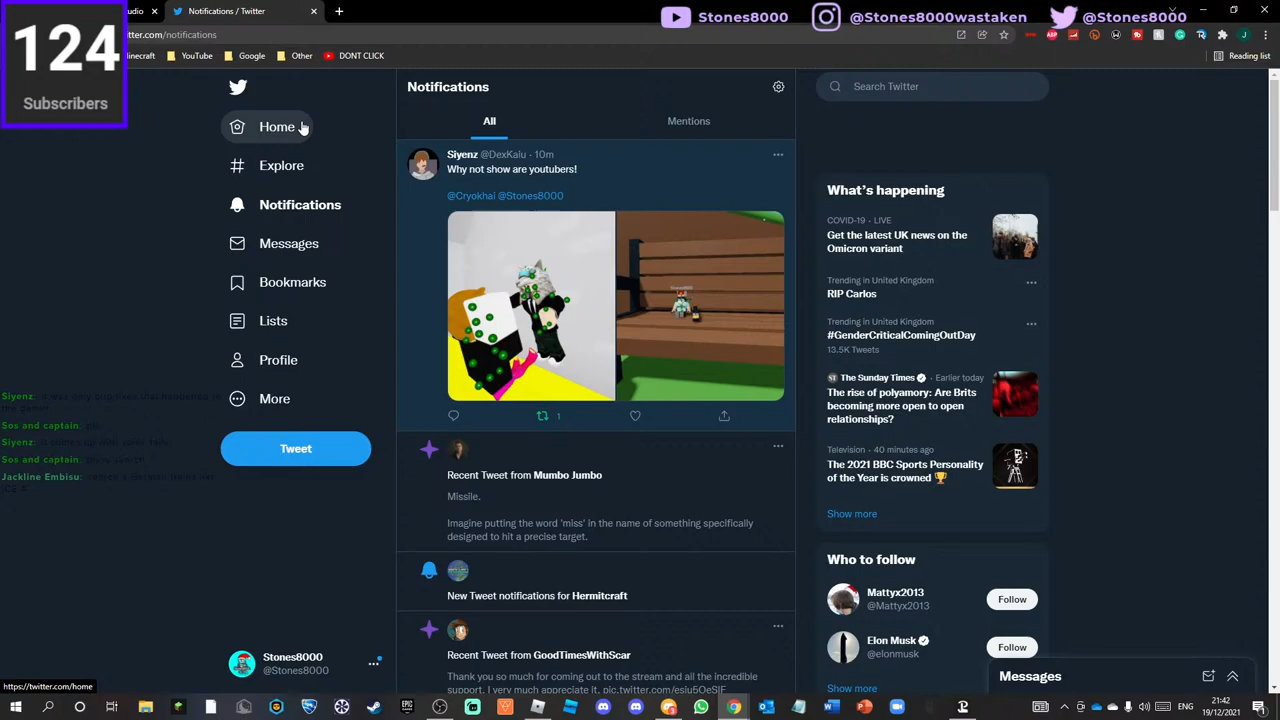 124
Subscribers
Stones8000
@Stones8000wastaken
@Stones8000
Notifications / Twitter
YouTube
Google
Other
DONT CLICK
Reading list
Home
Explore
Notifications
Messages
Bookmarks
Lists
Profile
More
Tweet
Stones8000
@Stones8000
Siyenz:
Sos and captain:
Siyenz:
Sos and captain:
Jackline Embisu:
https://twitter.com/home
Notifications
All
Mentions
Siyenz @DexKaiu · 10m
Why not show are youtubers!
@Cryokhai @Stones8000
1
Recent Tweet from Mumbo Jumbo
Missile.
Imagine putting the word 'miss' in the name of something specifically
designed to hit a precise target.
New Tweet notifications for Hermitcraft
Recent Tweet from GoodTimesWithScar
Thank you so much for coming out to the stream and all the incredible
support. I very much appreciate it.
Search Twitter
What's happening
COVID-19 · LIVE
Get the latest UK news on the
Omicron variant
Trending in United Kingdom
RIP Carlos
Trending in United Kingdom
#GenderCriticalComingOutDay
13.5K Tweets
The Sunday Times · Earlier today
The rise of polyamory: Are Brits
becoming more open to open
relationships?
Television · 40 minutes ago
The 2021 BBC Sports Personality
of the Year is crowned 🏆
Show more
Who to follow
Mattyx2013
@Mattyx2013
Follow
Elon Musk
@elonmusk
Follow
Show more
Messages
21:42
19/12/2021